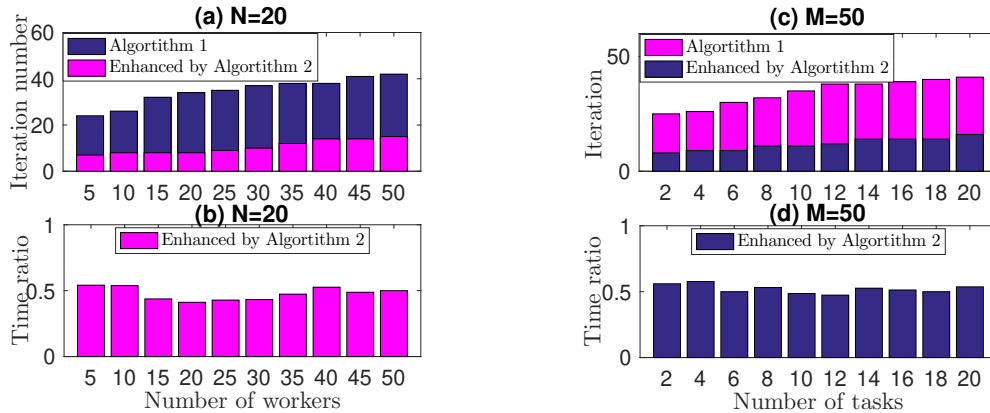 (a) N=20
60
40
20
0
Iteration number
Algortithm 1
Enhanced by Algortithm 2
5 10 15 20 25 30 35 40 45 50
(b) N=20
1
0.5
0
Time ratio
Enhanced by Algorithm 2
5 10 15 20 25 30 35 40 45 50
Number of workers
(c) M=50
50
0
Iteration
Algortithm 1
Enhanced by Algortithm 2
2 4 6 8 10 12 14 16 18 20
(d) M=50
1
0.5
0
Time ratio
Enhanced by Algorithm 2
2 4 6 8 10 12 14 16 18 20
Number of tasks